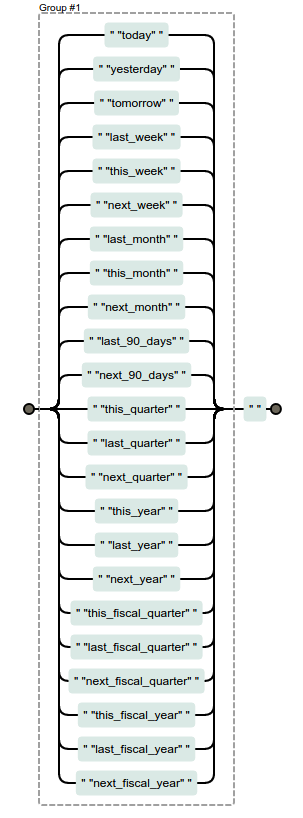 Group #1
" "today" "
" "yesterday" "
" "tomorrow" "
" "last_week" "
" "this_week" "
" "next_week" "
" "last_month" "
" "this_month" "
" "next_month" "
" "last_90_days" "
" "next_90_days" "
" "this_quarter" "
" "
" "last_quarter" "
" "next_quarter" "
" "this_year" "
" "last_year" "
" "next_year" "
" "this_fiscal_quarter" "
" "last_fiscal_quarter" "
" "next_fiscal_quarter" "
" "this_fiscal_year" "
" "last_fiscal_year" "
" "next_fiscal_year" "